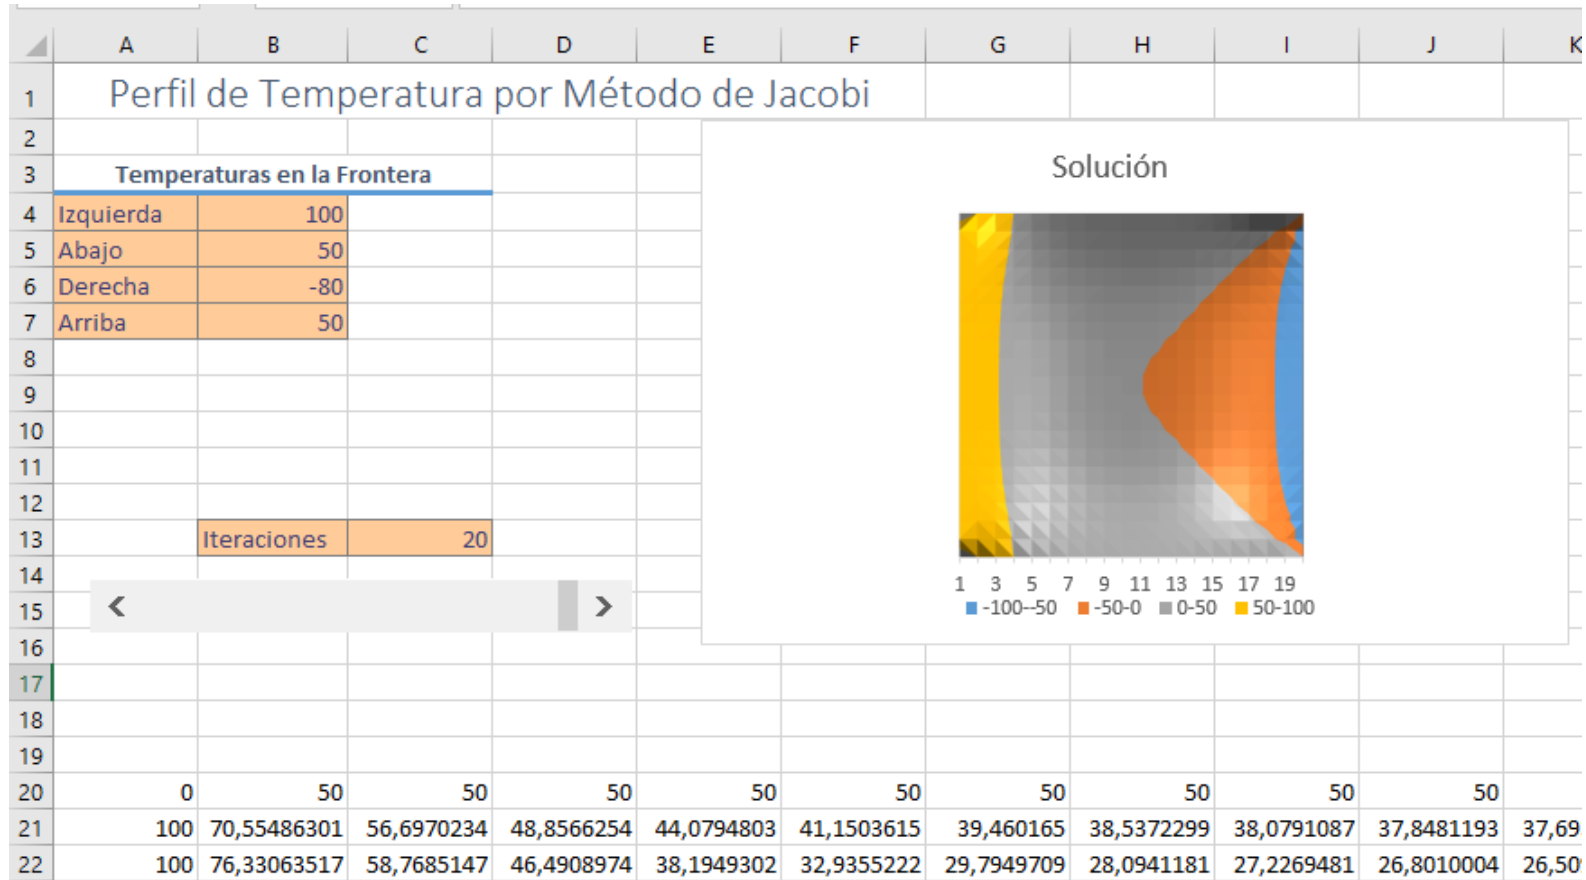 A B C D E F G H I J K
1 Perfil de Temperatura por Método de Jacobi
2
3 Temperaturas en la Frontera
4 Izquierda 100
5 Abajo 50
6 Derecha -80
7 Arriba 50
8
9
10
11
12
13 Iteraciones 20
14
15
16
17
18
19
20 0 50 50 50 50 50 50 50 50 50
21 100 70,55486301 56,6970234 48,8566254 44,0794803 41,1503615 39,460165 38,5372299 38,0791087 37,8481193 37,69
22 100 76,33063517 58,7685147 46,4908974 38,1949302 32,9355222 29,7949709 28,0941181 27,2269481 26,8010004 26,50
Solución
1 3 5 7 9 11 13 15 17 19
-100--50 -50-0 0-50 50-100